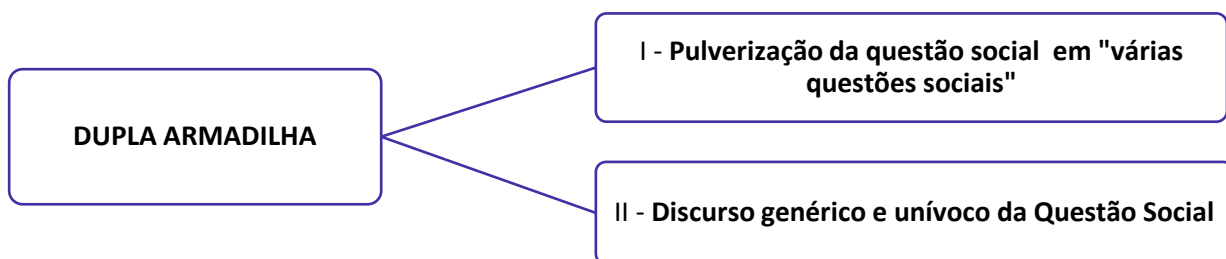 DUPLA ARMADILHA
I - Pulverização da questão social em "várias
questões sociais"
II - Discurso genérico e unívoco da Questão Social